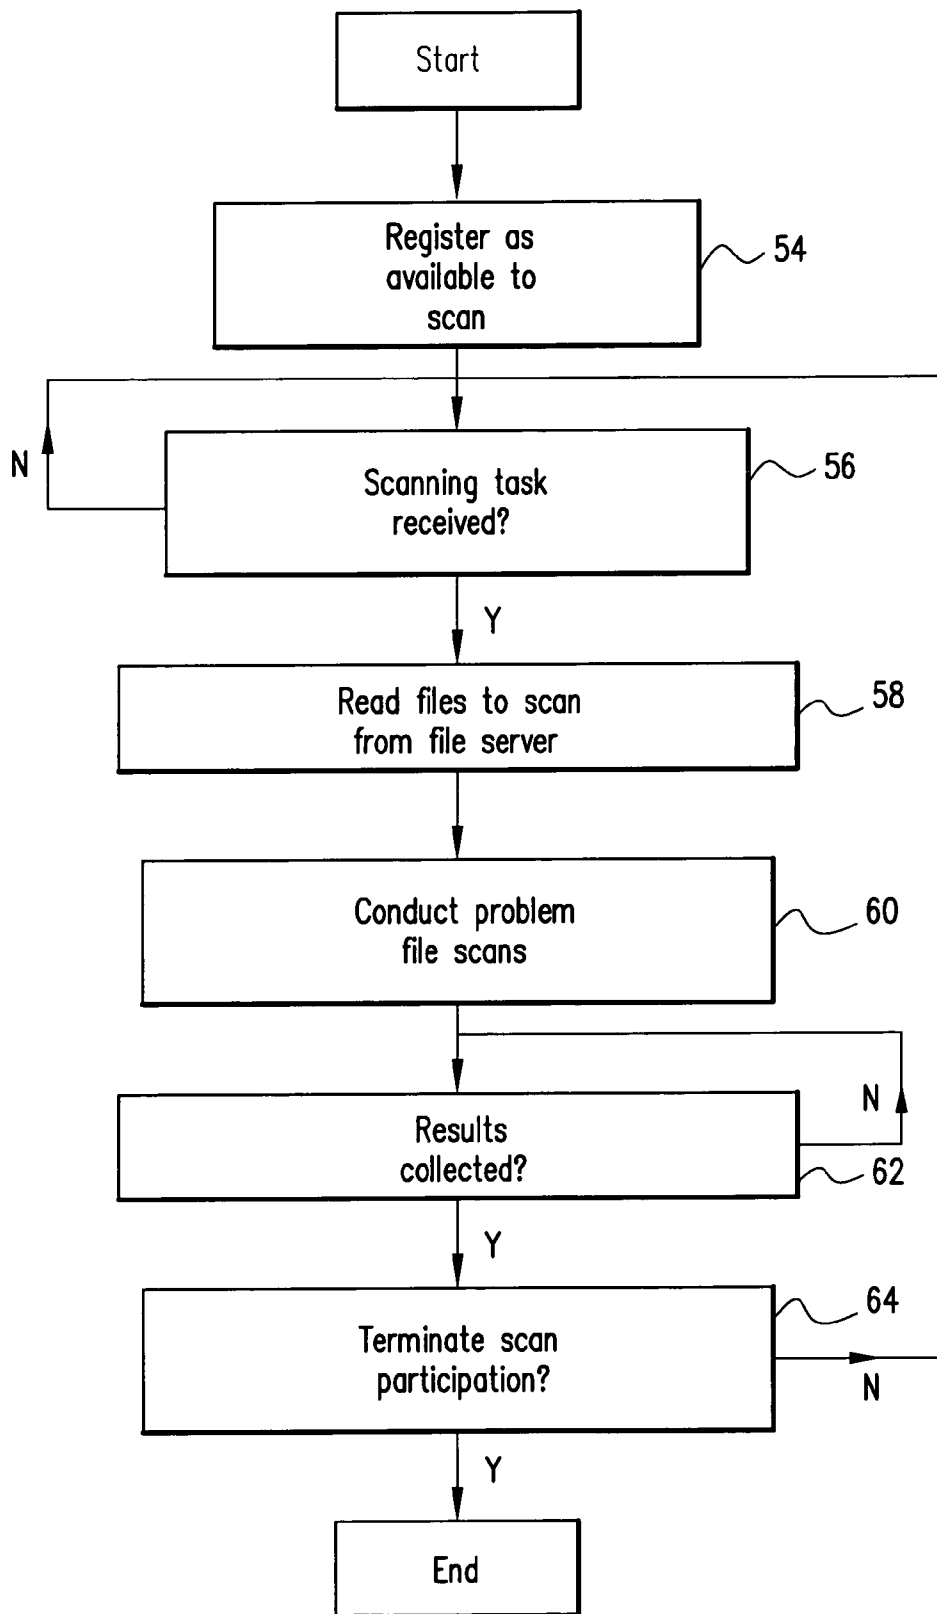 Start
Register as
available to
scan
54
N
Scanning task
received?
56
Y
Read files to scan
from file server
58
Conduct problem
file scans
60
Results
collected?
N
62
Y
Terminate scan
participation?
64
N
Y
End